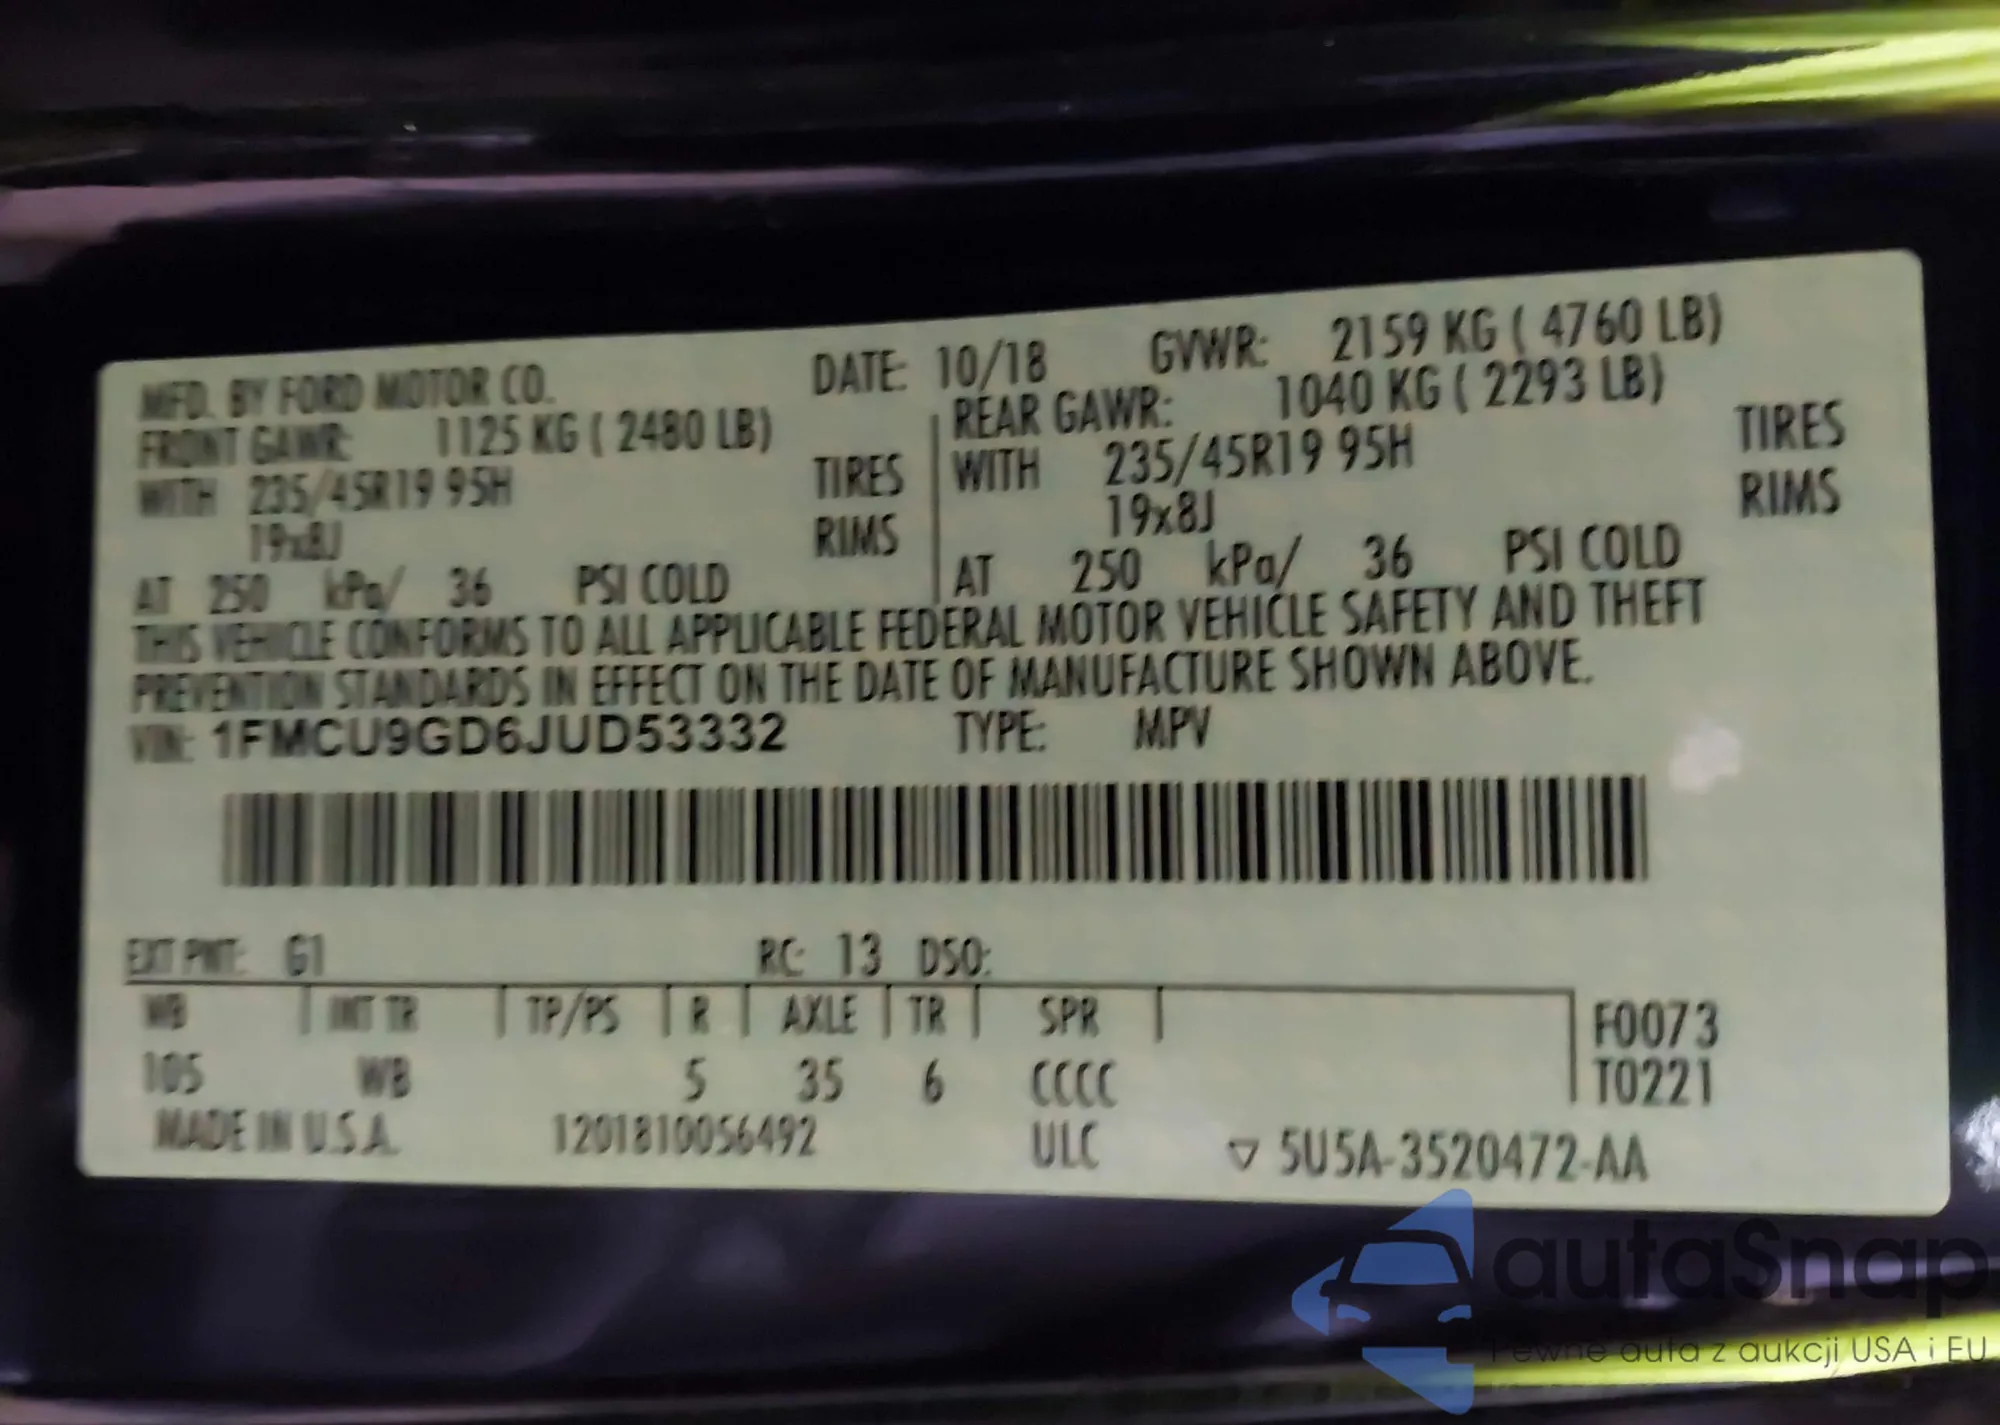 MFD. BY FORD MOTOR CO. DATE: 10/18 GVWR: 2159 KG ( 4760 LB)
FRONT GAWR: 1125 KG ( 2480 LB) REAR GAWR: 1040 KG ( 2293 LB)
WITH 235/45R19 95H TIRES WITH 235/45R19 95H TIRES
19x8J RIMS 19x8J RIMS
AT 250 kPa/ 36 PSI COLD AT 250 kPa/ 36 PSI COLD
THIS VEHICLE CONFORMS TO ALL APPLICABLE FEDERAL MOTOR VEHICLE SAFETY AND THEFT
PREVENTION STANDARDS IN EFFECT ON THE DATE OF MANUFACTURE SHOWN ABOVE.
VIN: 1FMCU9GD6JUD53332 TYPE: MPV
EXT PNT: G1 RC: 13 DSO:
WB INT TR TP/PS R AXLE TR SPR F0073
105 WB 5 35 6 CCCC T0221
MADE IN U.S.A. 1201810056492 ULC ▽ 5U5A-3520472-AA
autaSnap
Pewne auta z aukcji USA i EU